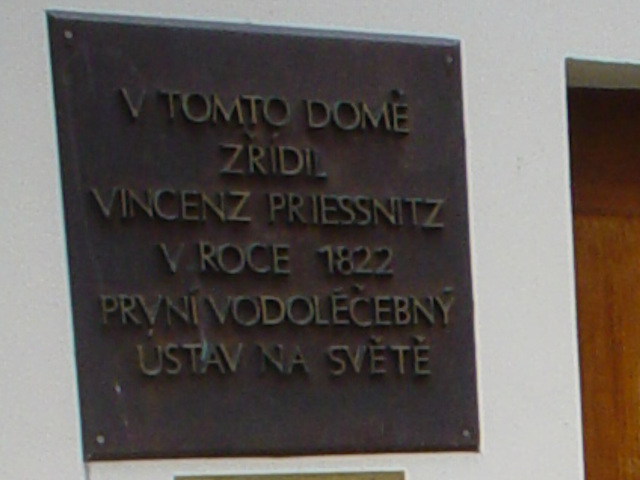 V TOMTO DOMĚ
ZŘÍDIL
VINCENZ PRIESSNITZ
V ROCE 1822
PRVNÍ VODOLÉČEBNÝ
ÚSTAV NA SVĚTĚ